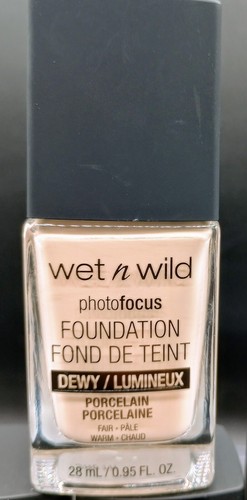 wet n wild
photofocus
FOUNDATION
FOND DE TEINT
DEWY / LUMINEUX
PORCELAIN
PORCELAINE
FAIR - PÂLE
WARM - CHAUD
28 mL / 0.95 FL. OZ.